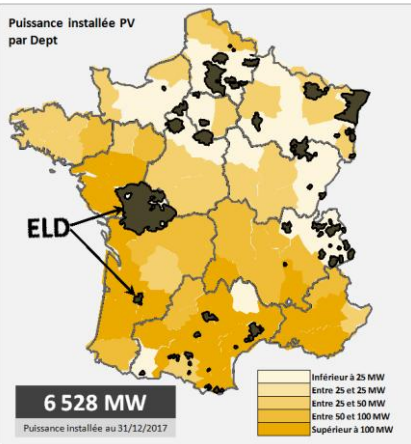 Puissance installée PV
par Dept
ELD
6 528 MW
Puissance installée au 31/12/2017
Inférieur à 25 MW
Entre 25 et 25 MW
Entre 25 et 50 MW
Entre 50 et 100 MW
Supérieur à 100 MW